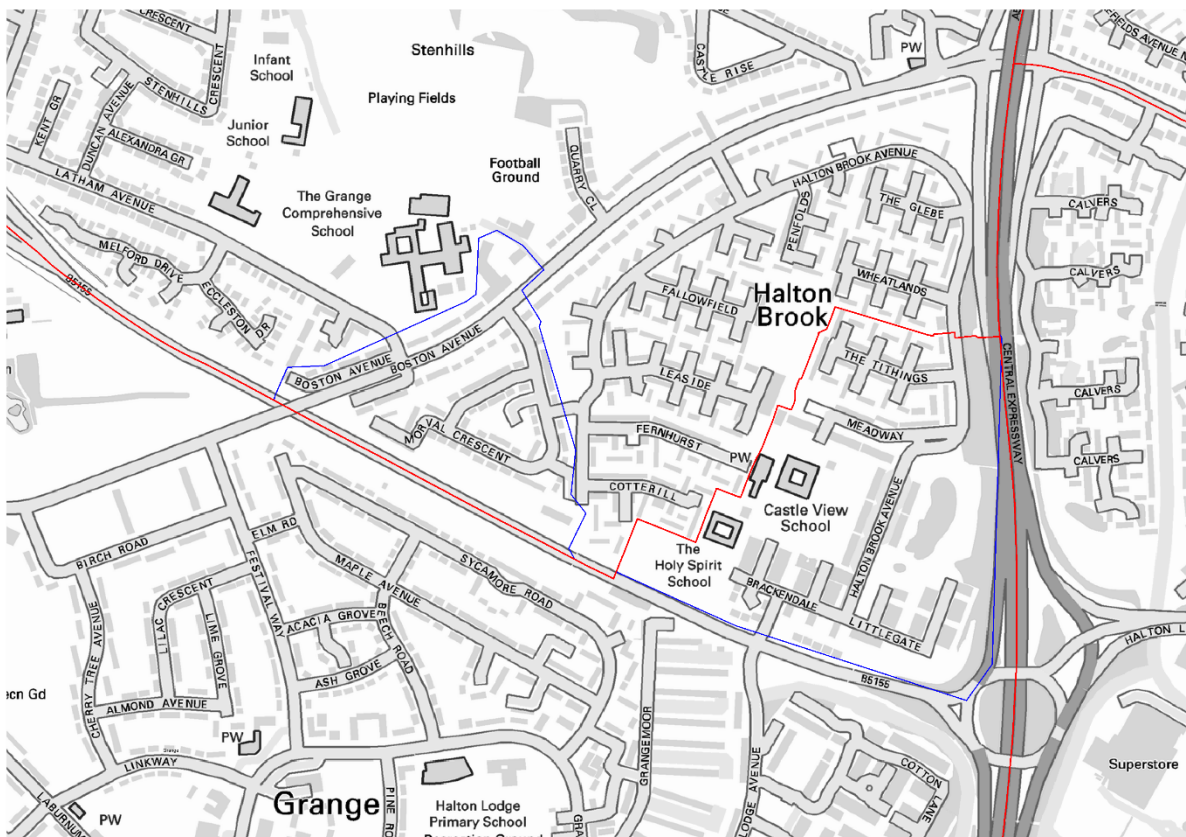 CRESCENT
STENHILLS
CRESCENT
KENT GR
DUNCAN AVENUE
ALEXANDRA GR
LATHAM AVENUE
Infant
School
Junior
School
Stenhills
Playing Fields
Football
Ground
The Grange
Comprehensive
School
CASTLE RISE
PW
QUARRY CL
HALTON BROOK AVENUE
PENFOLDS
THE GLEBE
WHEATLANDS
FALLOWFIELD
Halton
Brook
LEASIDE
THE TITHINGS
MEADWAY
FERNHURST
PW
COTTERILL
Castle View
School
The
Holy Spirit
School
HALTON BROOK AVENUE
BRACKENDALE
LITTLEGATE
CENTRAL EXPRESSWAY
CALVERS
CALVERS
CALVERS
CALVERS
MELFORD DRIVE
ECCLESTON DR
B5155
BOSTON AVENUE
BOSTON AVENUE
MORVAL CRESCENT
BIRCH ROAD
ELM RD
FESTIVAL WAY
MAPLE AVENUE
SYCAMORE ROAD
LILAC CRESCENT
LIME GROVE
ACACIA GROVE
BEECH ROAD
ASH GROVE
CHERRY TREE AVENUE
ALMOND AVENUE
PW
LINKWAY
PW
Grange
PINE
Halton Lodge
Primary School
GRANGEMOOR
LODGE AVENUE
B5155
COTTON
LANE
HALTON L
Superstore